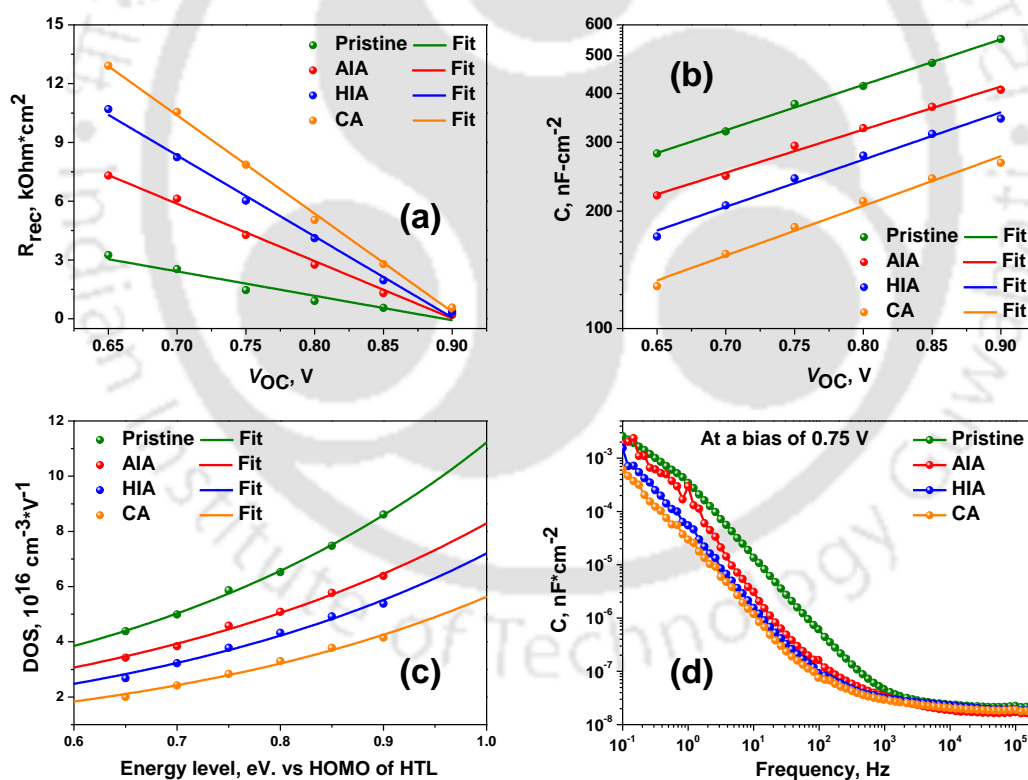 15
12
9
6
3
0
R_rec, kOhm*cm^2
Pristine Fit
AIA Fit
HIA Fit
CA Fit
(a)
0.65 0.70 0.75 0.80 0.85 0.90
V_OC, V
600
500
400
300
200
100
C, nF-cm^-2
(b)
Pristine Fit
AIA Fit
HIA Fit
CA Fit
0.65 0.70 0.75 0.80 0.85 0.90
V_OC, V
12
10
8
6
4
2
DOS, 10^16 cm^-3*V^-1
Pristine Fit
AIA Fit
HIA Fit
CA Fit
(c)
0.6 0.7 0.8 0.9 1.0
Energy level, eV. vs HOMO of HTL
10^-3
10^-4
10^-5
10^-6
10^-7
10^-8
C, nF*cm^-2
At a bias of 0.75 V
Pristine
AIA
HIA
CA
(d)
10^-1 10^0 10^1 10^2 10^3 10^4 10^5
Frequency, Hz
Indian Institute of Technology Guwahati